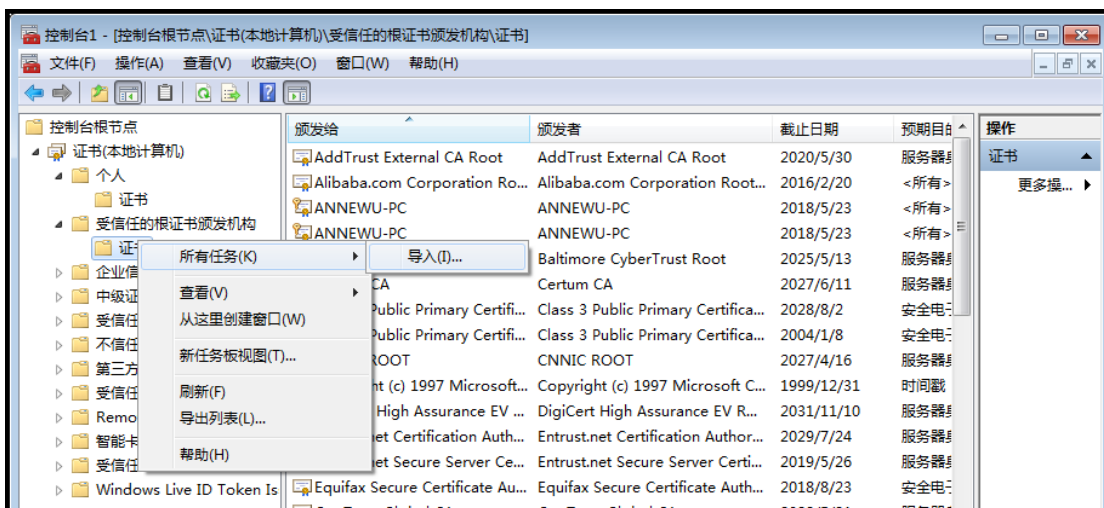 控制台1 - [控制台根节点\证书(本地计算机)\受信任的根证书颁发机构\证书]
文件(F) 操作(A) 查看(V) 收藏夹(O) 窗口(W) 帮助(H)
控制台根节点
证书(本地计算机)
个人
证书
受信任的根证书颁发机构
证
企业信
中级证
受信任
不信任
第三方
受信任
Remo
智能卡
受信任
Windows Live ID Token Is
所有任务(K)
导入(I)...
查看(V)
从这里创建窗口(W)
新任务板视图(T)...
刷新(F)
导出列表(L)...
帮助(H)
颁发给 颁发者 截止日期 预期目的
AddTrust External CA Root AddTrust External CA Root 2020/5/30 服务器身
Alibaba.com Corporation Ro... Alibaba.com Corporation Root... 2016/2/20 <所有>
ANNEWU-PC ANNEWU-PC 2018/5/23 <所有>
ANNEWU-PC ANNEWU-PC 2018/5/23 <所有>
Baltimore CyberTrust Root 2025/5/13 服务器身
CA Certum CA 2027/6/11 服务器身
Public Primary Certifi... Class 3 Public Primary Certifica... 2028/8/2 安全电子
Public Primary Certifi... Class 3 Public Primary Certifica... 2004/1/8 安全电子
ROOT CNNIC ROOT 2027/4/16 服务器身
ht (c) 1997 Microsoft... Copyright (c) 1997 Microsoft C... 1999/12/31 时间戳
High Assurance EV ... DigiCert High Assurance EV R... 2031/11/10 服务器身
et Certification Auth... Entrust.net Certification Author... 2029/7/24 服务器身
et Secure Server Ce... Entrust.net Secure Server Certi... 2019/5/26 服务器身
Equifax Secure Certificate Au... Equifax Secure Certificate Auth... 2018/8/23 安全电子
操作
证书
更多操...